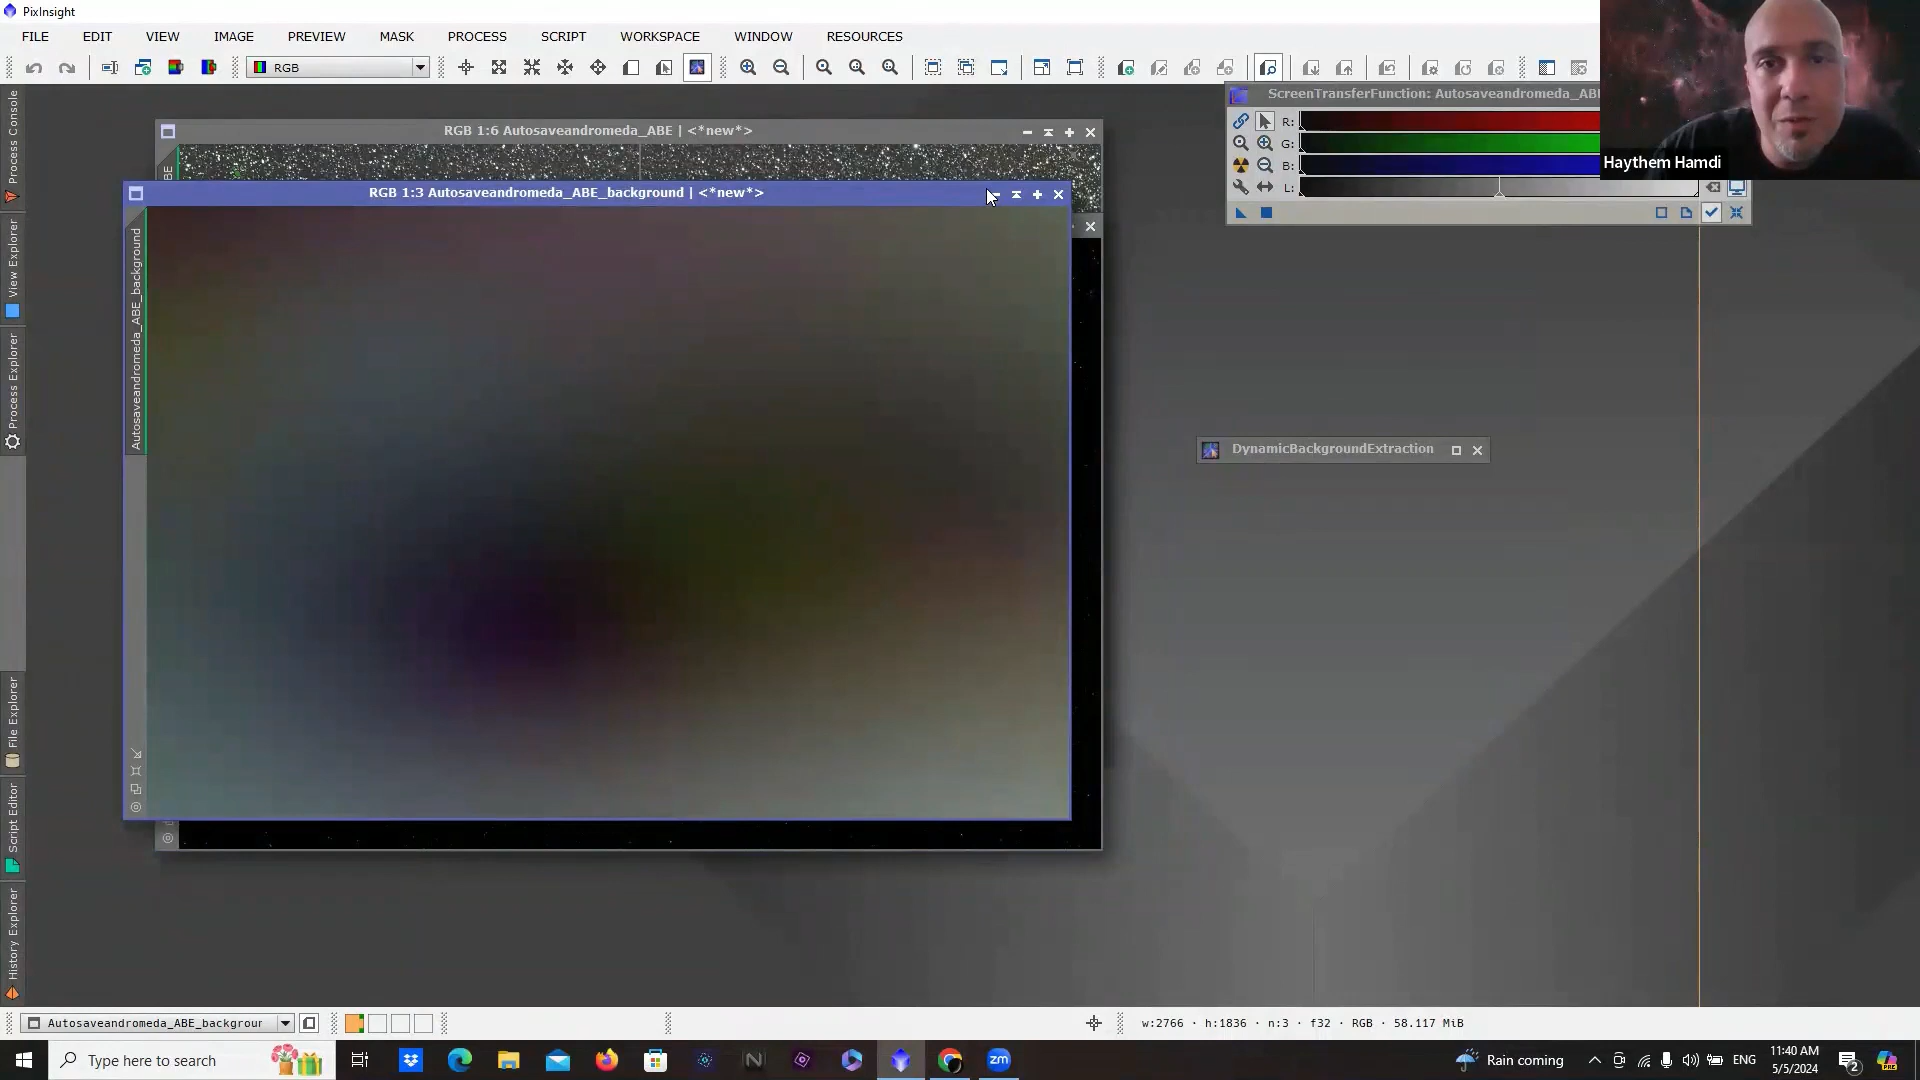 PixInsight
FILE EDIT VIEW IMAGE PREVIEW MASK PROCESS SCRIPT WORKSPACE WINDOW RESOURCES
RGB
Process Console
View Explorer
Process Explorer
File Explorer
Script Editor
History Explorer
RGB 1:6 Autosaveandromeda_ABE | <*new*>
RGB 1:3 Autosaveandromeda_ABE_background | <*new*>
Autosaveandromeda_ABE_background
ScreenTransferFunction: Autosaveandromeda_ABE
R:
G:
B:
L:
Haythem Hamdi
DynamicBackgroundExtraction
Autosaveandromeda_ABE_backgrour
w:2766 · h:1836 · n:3 · f32 · RGB · 58.117 MiB
Type here to search
Rain coming
ENG
11:40 AM
5/5/2024
2